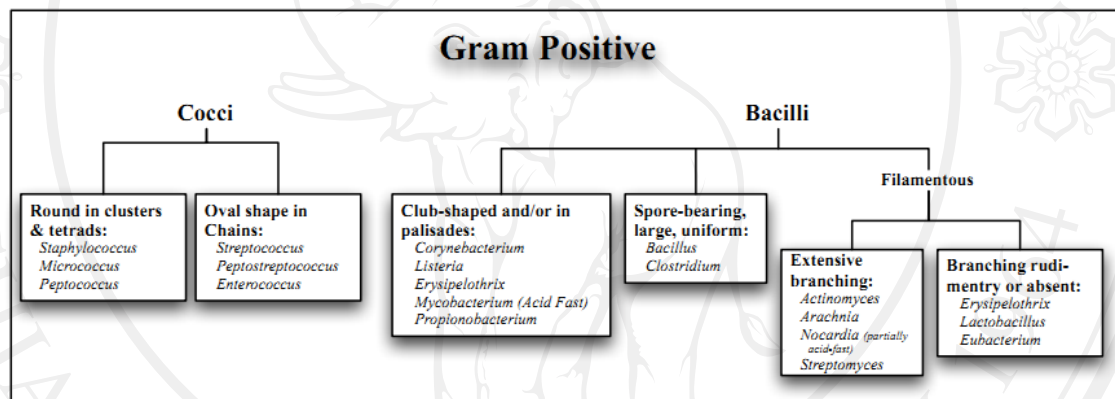 Gram Positive
Cocci
Round in clusters
& tetrads:
Staphylococcus
Micrococcus
Peptococcus
Oval shape in
Chains:
Streptococcus
Peptostreptococcus
Enterococcus
Bacilli
Club-shaped and/or in
palisades:
Corynebacterium
Listeria
Erysipelothrix
Mycobacterium (Acid Fast)
Propionobacterium
Spore-bearing,
large, uniform:
Bacillus
Clostridium
Filamentous
Extensive
branching:
Actinomyces
Arachnia
Nocardia (partially
acid-fast)
Streptomyces
Branching rudi-
mentry or absent:
Erysipelothrix
Lactobacillus
Eubacterium